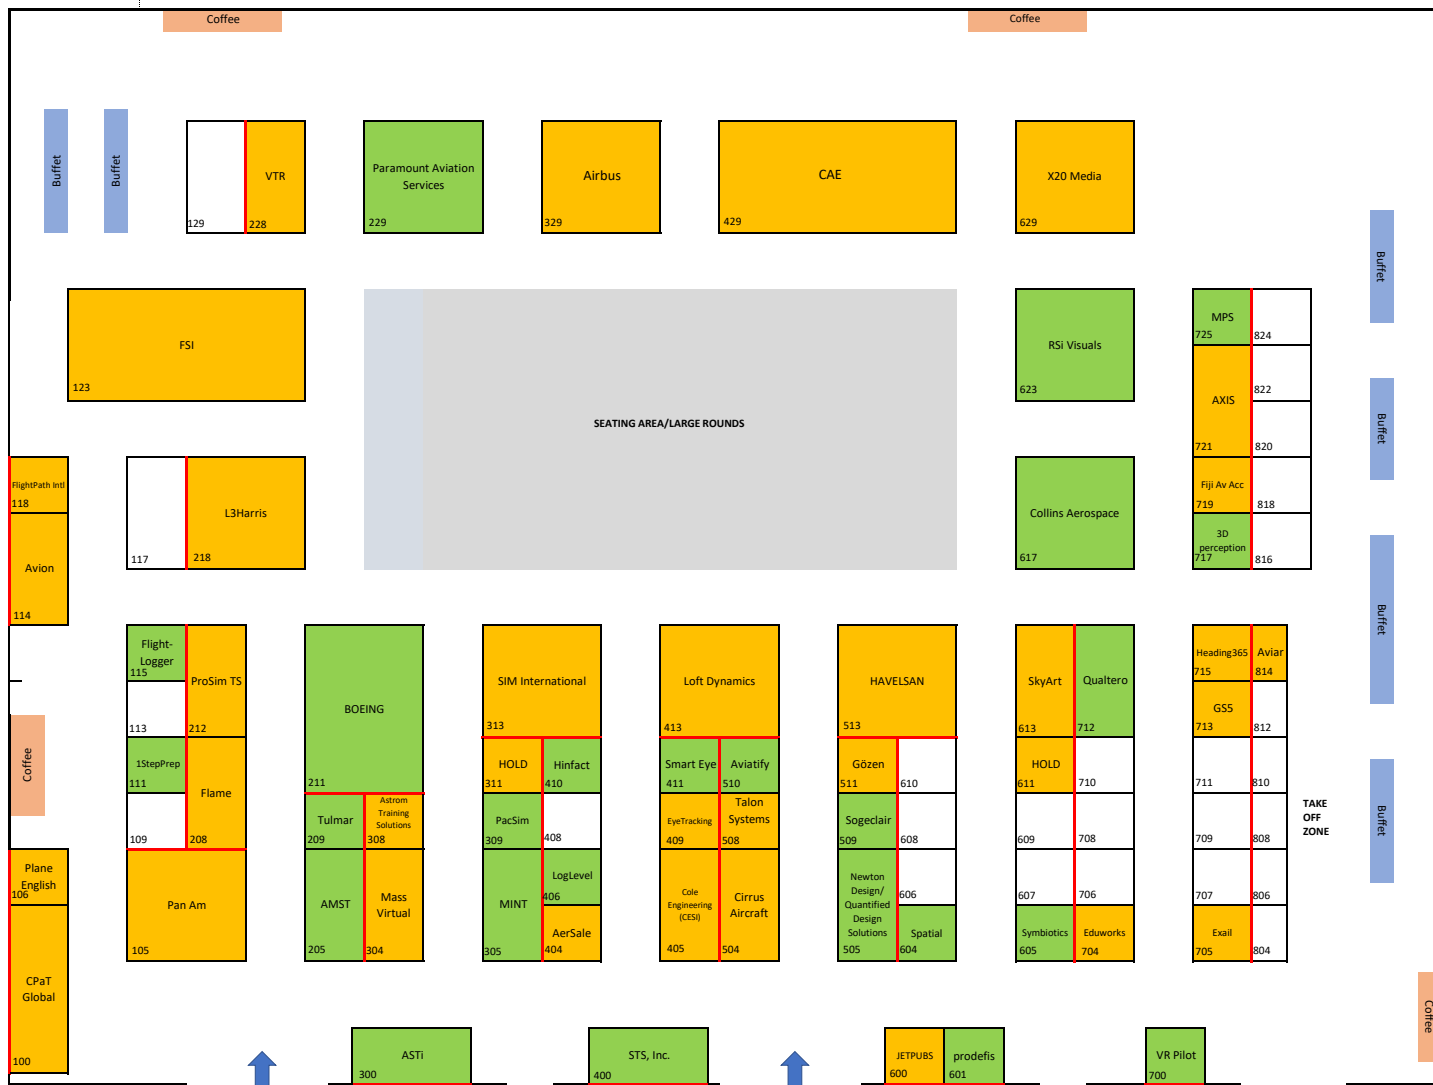 Coffee
Coffee
Buffet
Buffet
129
VTR
228
Paramount Aviation
Services
229
Airbus
329
CAE
429
X20 Media
629
Buffet
FSI
123
SEATING AREA/LARGE ROUNDS
RSi Visuals
623
MPS
725
824
822
AXIS
721
820
Buffet
FlightPath Intl
118
Avion
114
117
L3Harris
218
Collins Aerospace
617
Fiji Av Acc
719
818
3D
perception
717
816
Buffet
Flight-
Logger
115
ProSim TS
212
113
1StepPrep
111
Flame
208
109
BOEING
211
SIM International
313
Loft Dynamics
413
HAVELSAN
513
SkyArt
613
Qualtero
712
Heading365
715
Aviar
814
GS5
713
812
Coffee
HOLD
311
Hinfact
410
Smart Eye
411
Aviatify
510
Gözen
511
610
HOLD
611
710
711
810
Tulmar
209
Astrom
Training
Solutions
308
PacSim
309
408
EyeTracking
409
Talon
Systems
508
Sogeclair
509
608
609
708
709
808
TAKE
OFF
ZONE
Buffet
Plane
English
106
Pan Am
105
AMST
205
Mass
Virtual
304
MINT
305
LogLevel
406
AerSale
404
Cole
Engineering
(CESI)
405
Cirrus
Aircraft
504
Newton
Design/
Quantified
Design
Solutions
505
606
Spatial
604
607
706
Symbiotics
605
Eduworks
704
707
806
Exail
705
804
CPaT
Global
100
Coffee
ASTi
300
STS, Inc.
400
JETPUBS
600
prodefis
601
VR Pilot
700